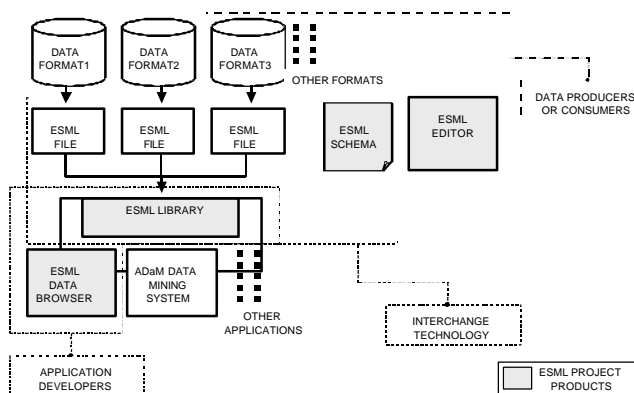 DATA
FORMAT1
DATA
FORMAT2
DATA
FORMAT3
OTHER FORMATS
DATA PRODUCERS
OR CONSUMERS
ESML
FILE
ESML
FILE
ESML
FILE
ESML
SCHEMA
ESML
EDITOR
ESML LIBRARY
ESML
DATA
BROWSER
ADaM DATA
MINING
SYSTEM
OTHER
APPLICATIONS
INTERCHANGE
TECHNOLOGY
APPLICATION
DEVELOPERS
ESML PROJECT
PRODUCTS